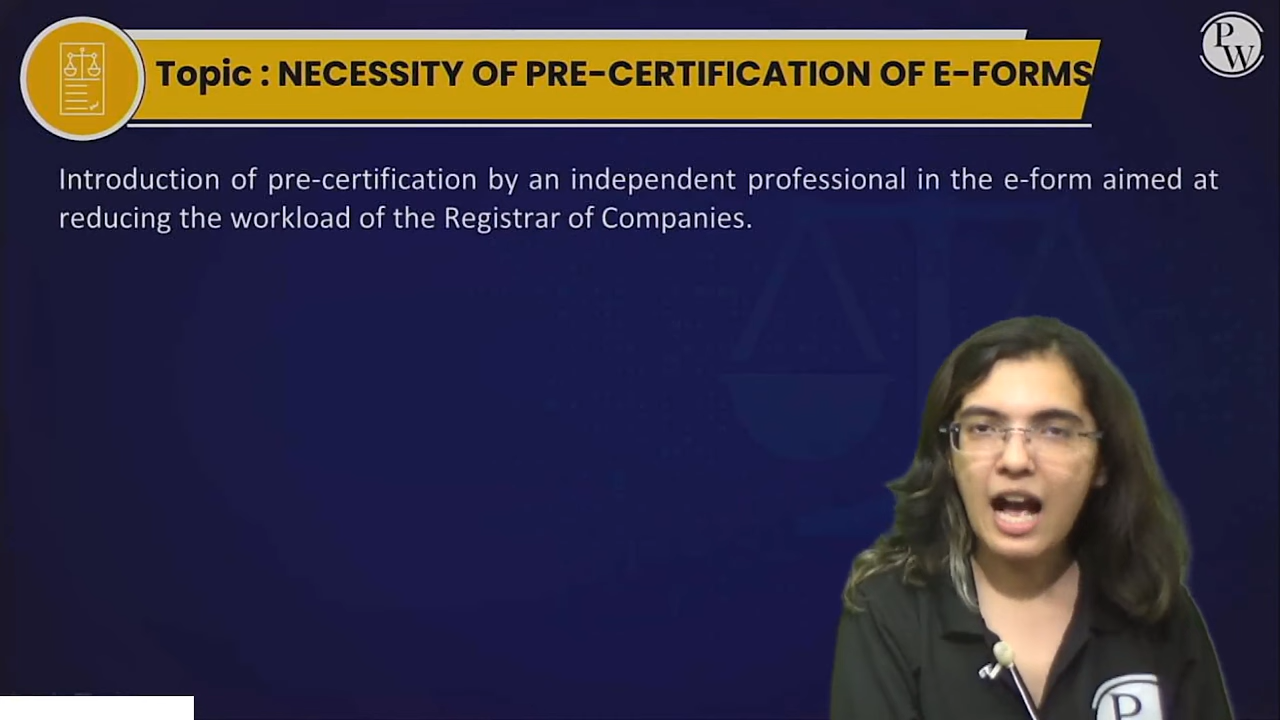 Topic : NECESSITY OF PRE-CERTIFICATION OF E-FORMS
PW
Introduction of pre-certification by an independent professional in the e-form aimed at
reducing the workload of the Registrar of Companies.
P